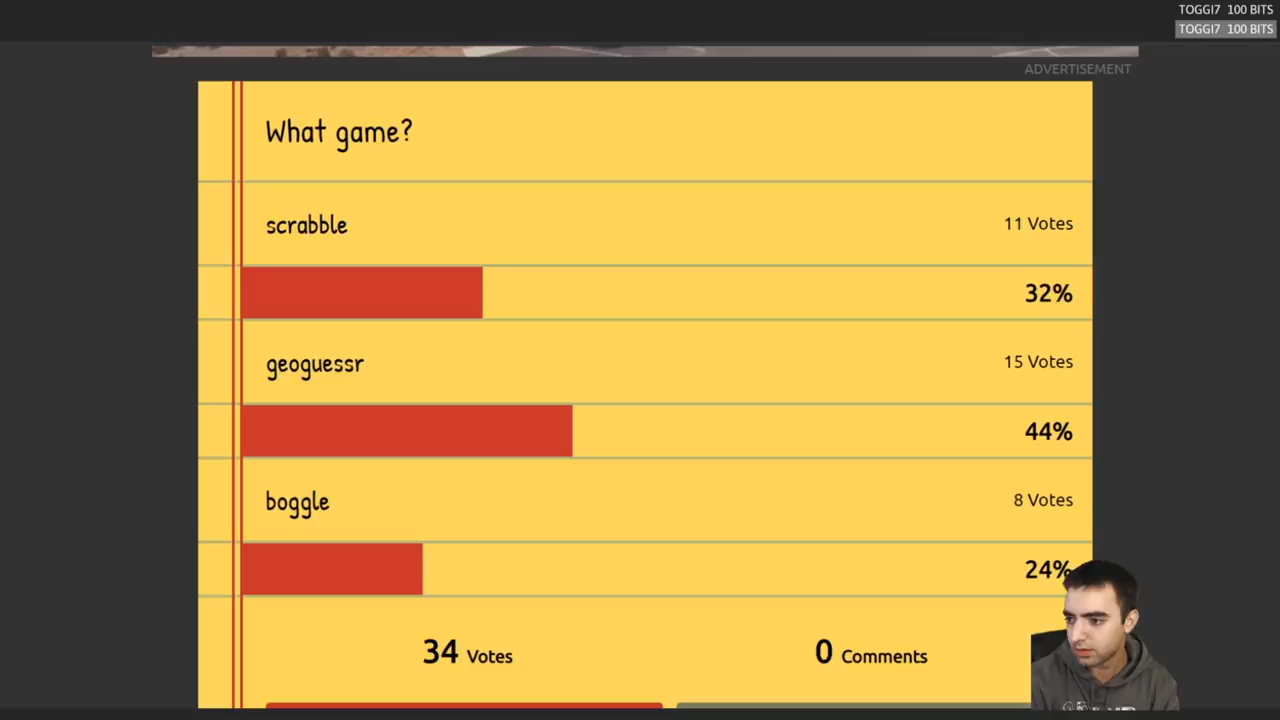 TOGGI7 100 BITS
TOGGI7 100 BITS
ADVERTISEMENT
What game?
scrabble
11 Votes
32%
geoguessr
15 Votes
44%
boggle
8 Votes
24%
34 Votes
0 Comments